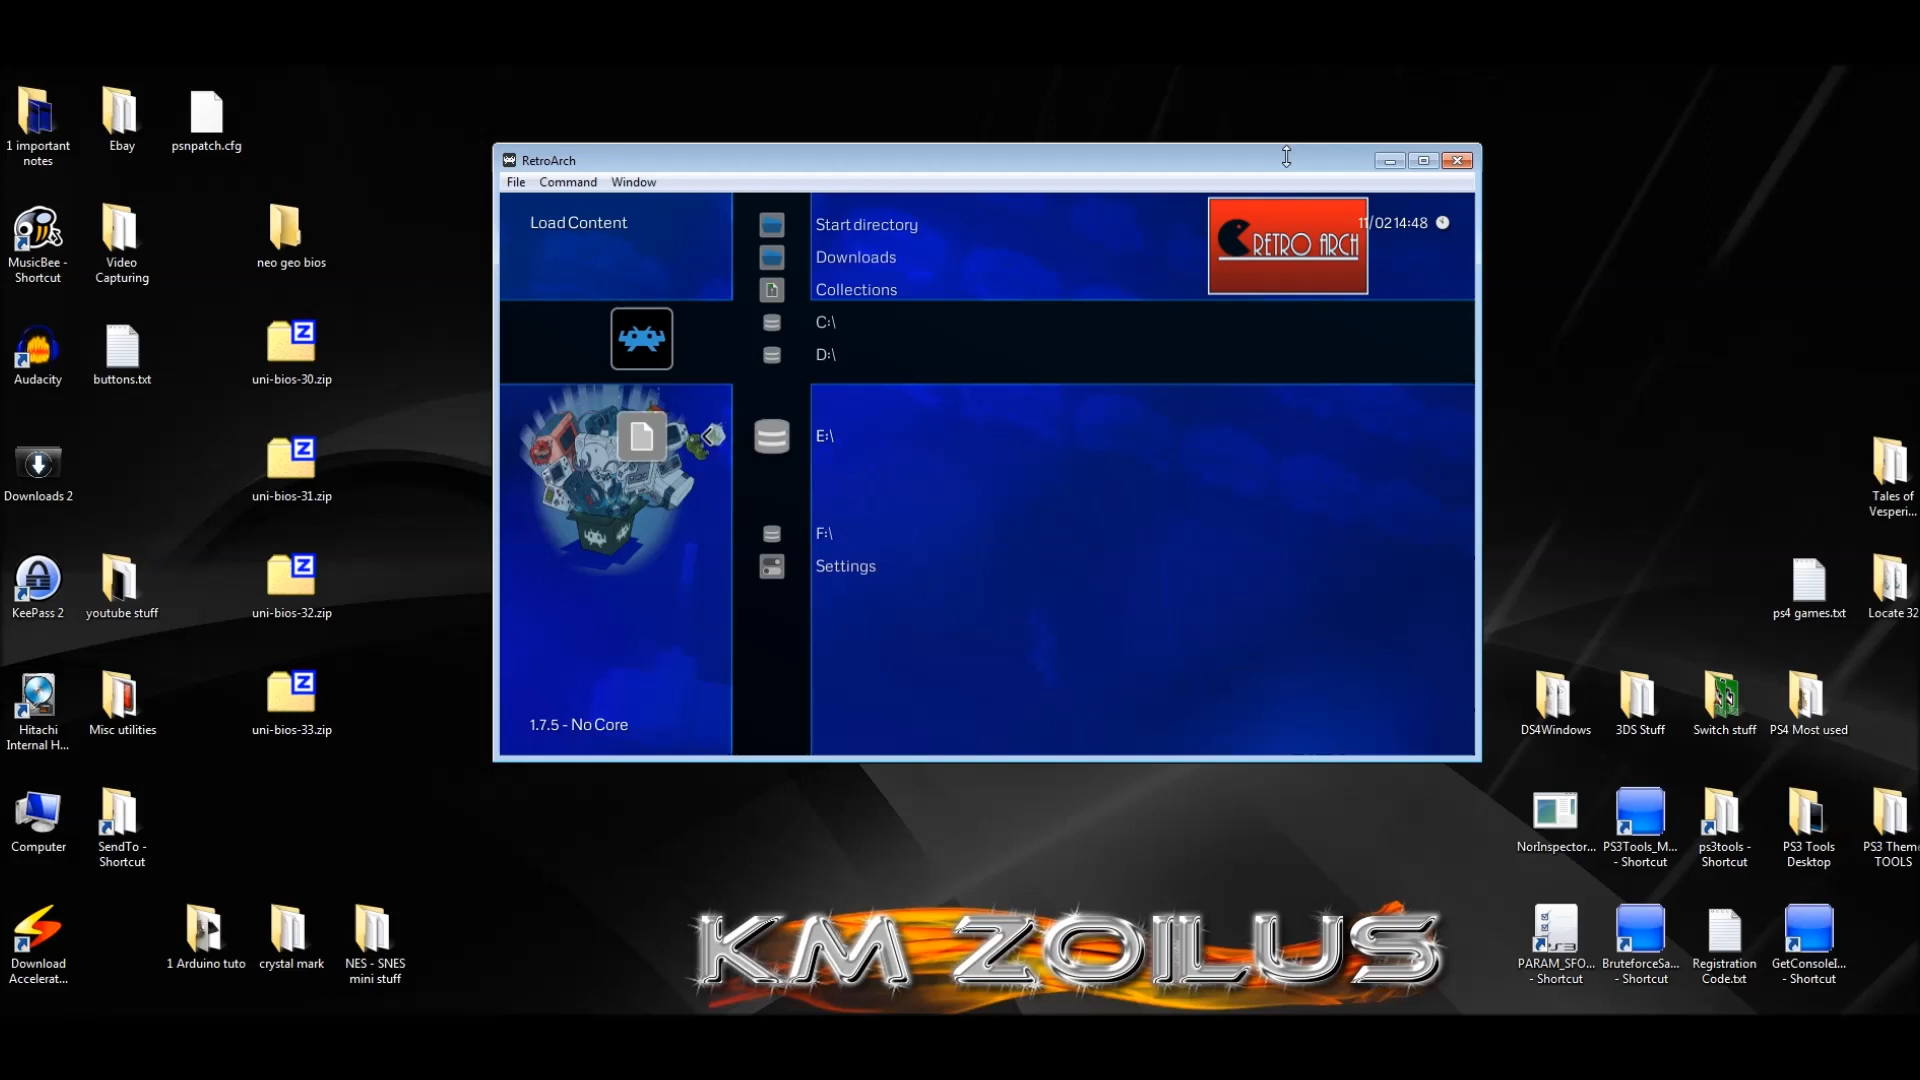 1 important
notes
Ebay
psnpatch.cfg
MusicBee -
Shortcut
Video
Capturing
neo geo bios
Audacity
buttons.txt
uni-bios-30.zip
Downloads 2
uni-bios-31.zip
KeePass 2
youtube stuff
uni-bios-32.zip
Hitachi
Internal H...
Misc utilities
uni-bios-33.zip
Computer
SendTo -
Shortcut
Download
Accelerat...
1 Arduino tuto
crystal mark
NES - SNES
mini stuff
RetroArch
File Command Window
Load Content
Start directory
Downloads
Collections
C:\
D:\
E:\
F:\
Settings
RETRO ARCH
11/02 14:48
1.7.5 - No Core
KM ZOILUS
Tales of
Vesperi...
ps4 games.txt
Locate 32
DS4Windows
3DS Stuff
Switch stuff
PS4 Most used
NorInspector...
PS3Tools_M...
- Shortcut
ps3tools -
Shortcut
PS3 Tools
Desktop
PS3 Them
TOOLS
PARAM_SFO...
- Shortcut
BruteforceSa...
- Shortcut
Registration
Code.txt
GetConsoleI...
- Shortcut